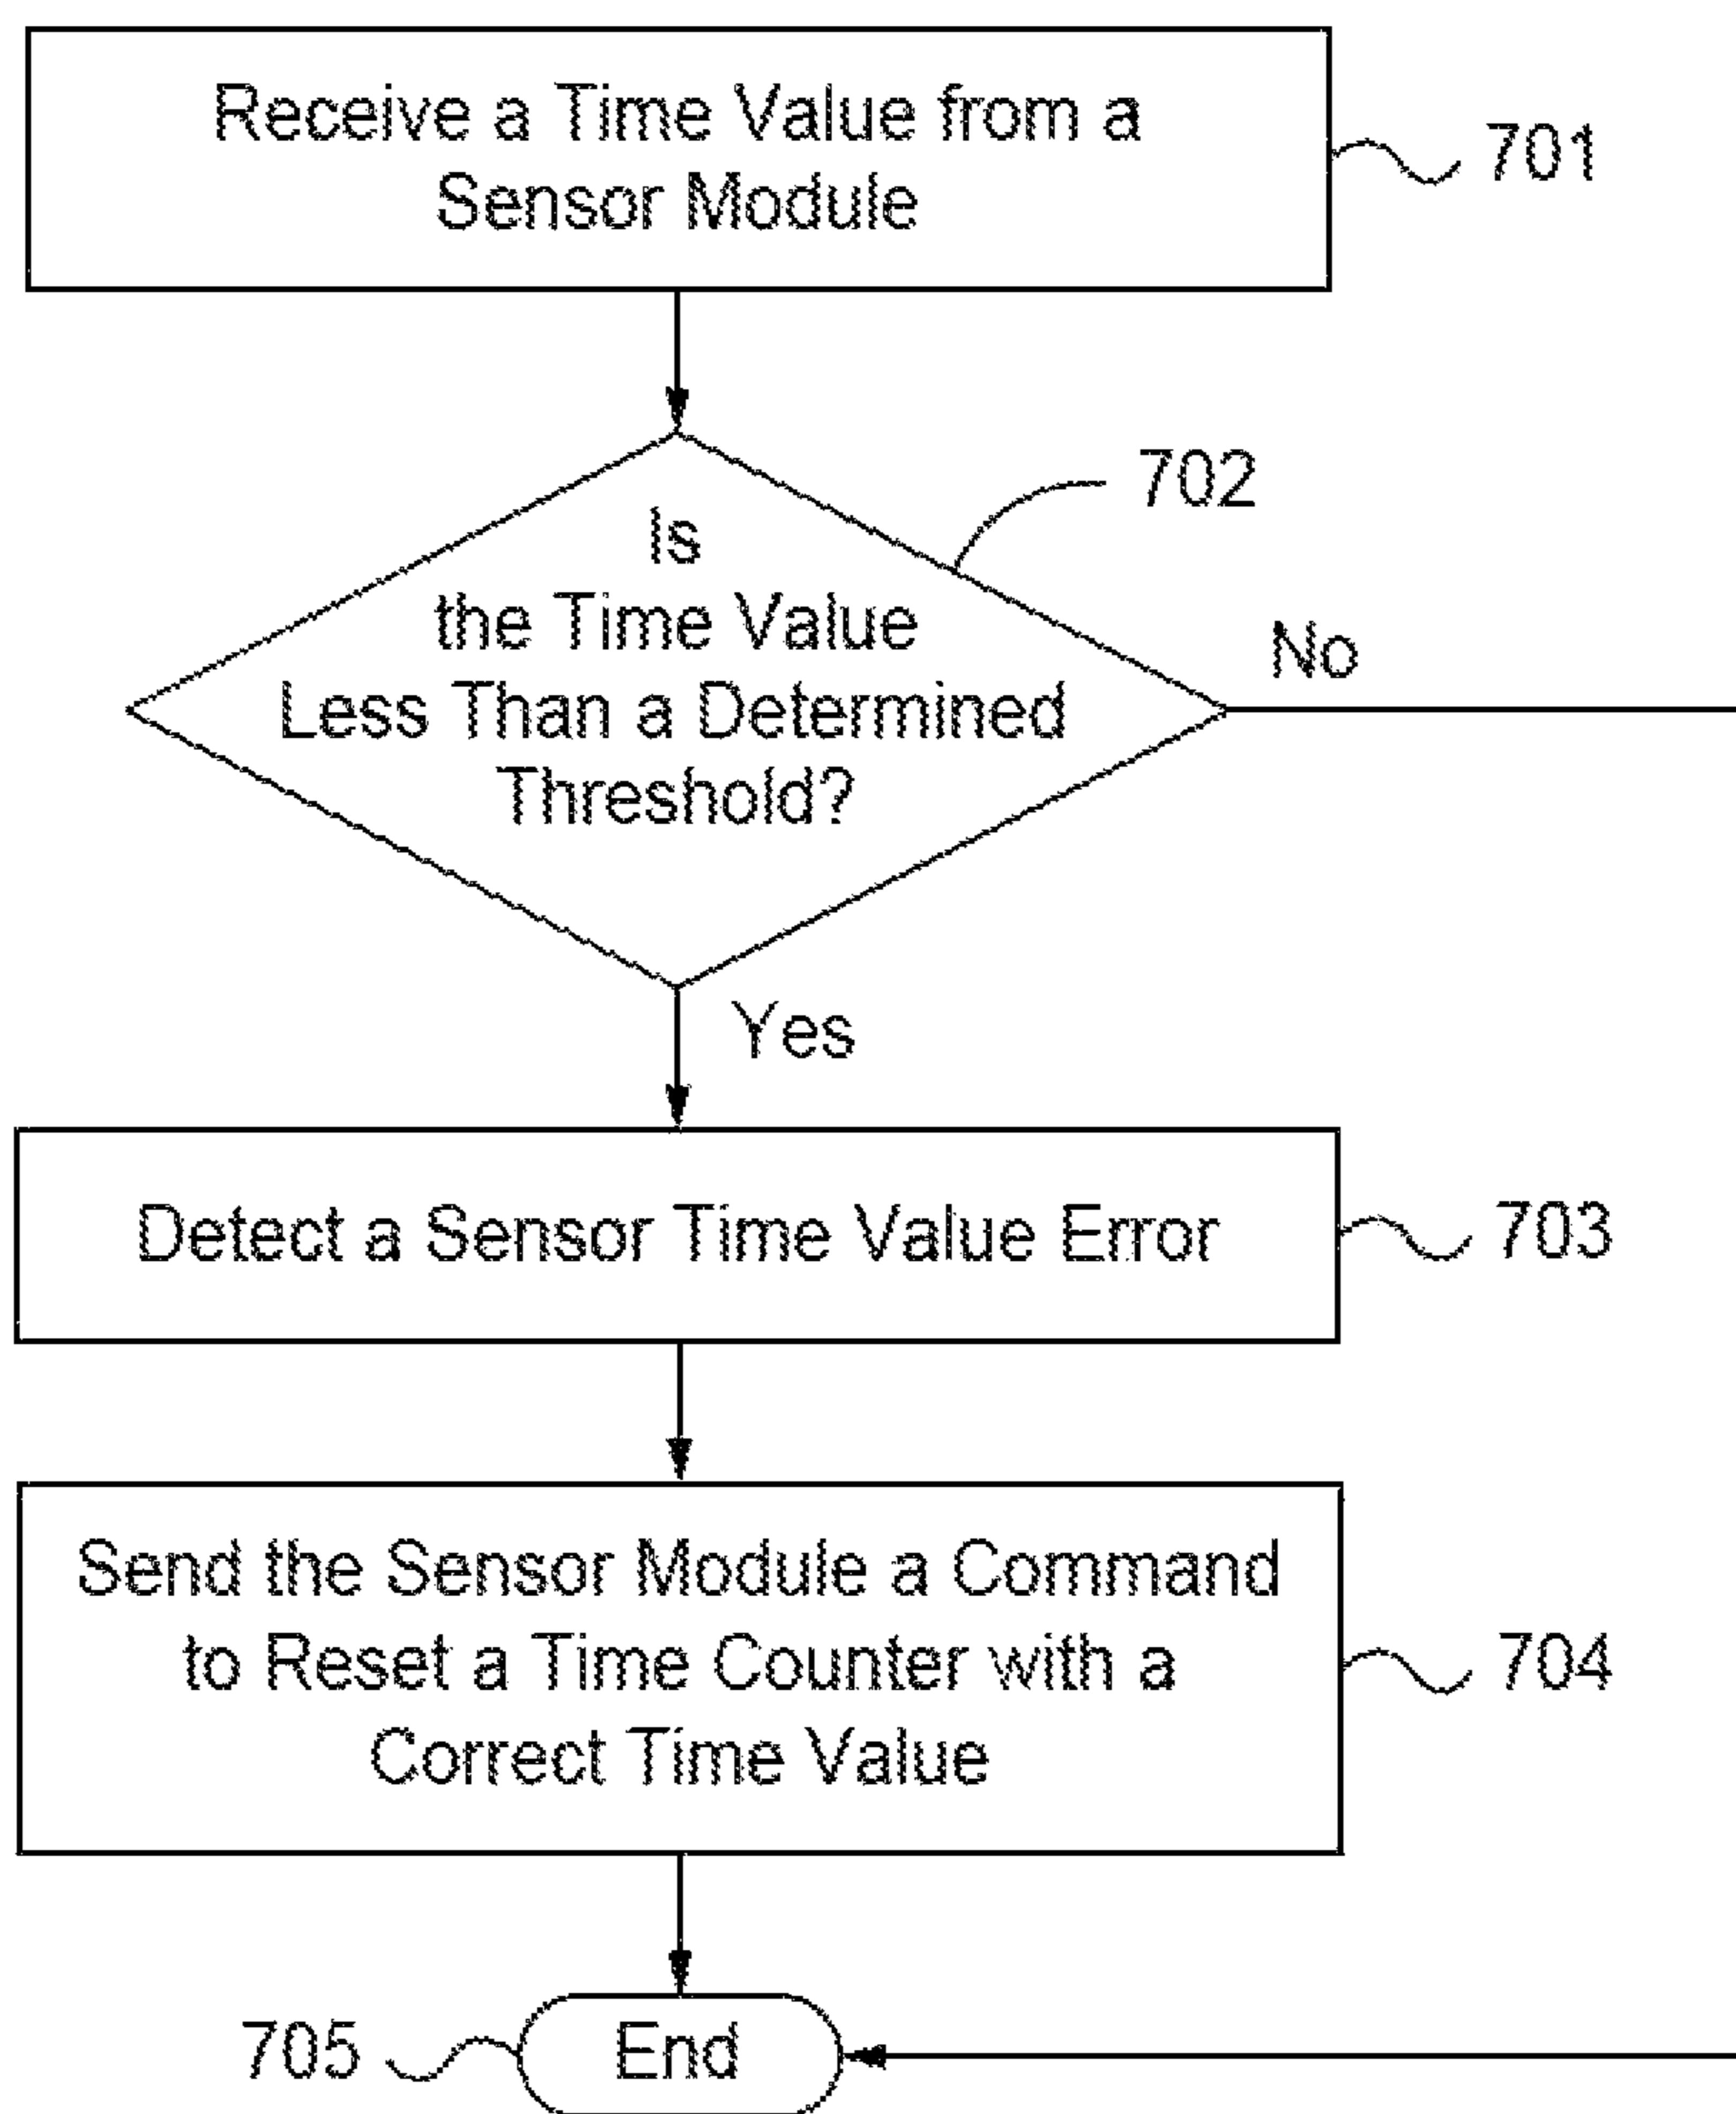 Receive a Time Value from a
Sensor Module
701
702
Is
the Time Value
Less Than a Determined
Threshold?
No
Yes
Detect a Sensor Time Value Error
703
Send the Sensor Module a Command
to Reset a Time Counter with a
Correct Time Value
704
705
End